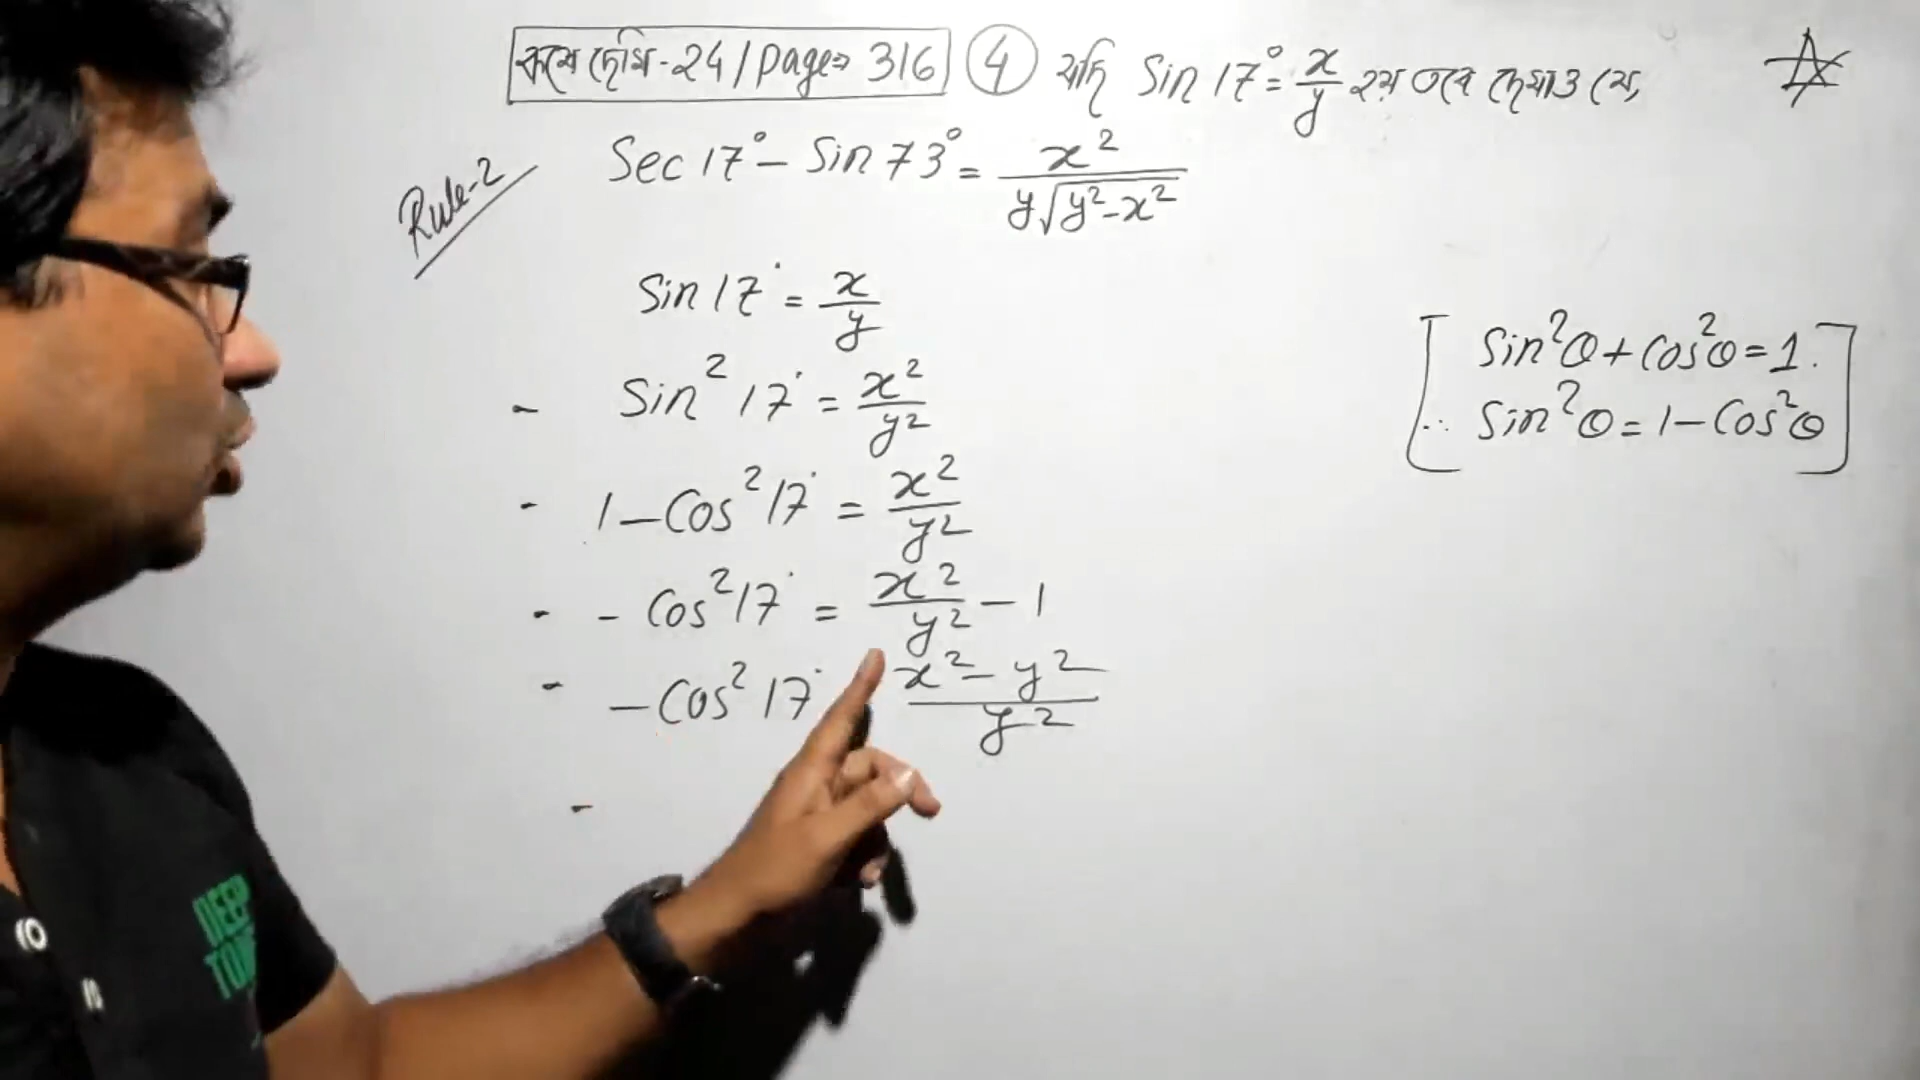 কষে দেখি-24/page⇒ 316 ④ যদি Sin 17° = x/y হয় তবে দেখাও যে,
Rule-2
Sec 17° - Sin 73° = x²/(y√(y²-x²))
Sin 17° = x/y
- Sin² 17° = x²/y²
- 1 - Cos² 17° = x²/y²
- - Cos² 17° = x²/y² - 1
- - Cos² 17° x² - y²/y²
-
[Sin²θ + Cos²θ = 1.
∴ Sin²θ = 1 - Cos²θ]